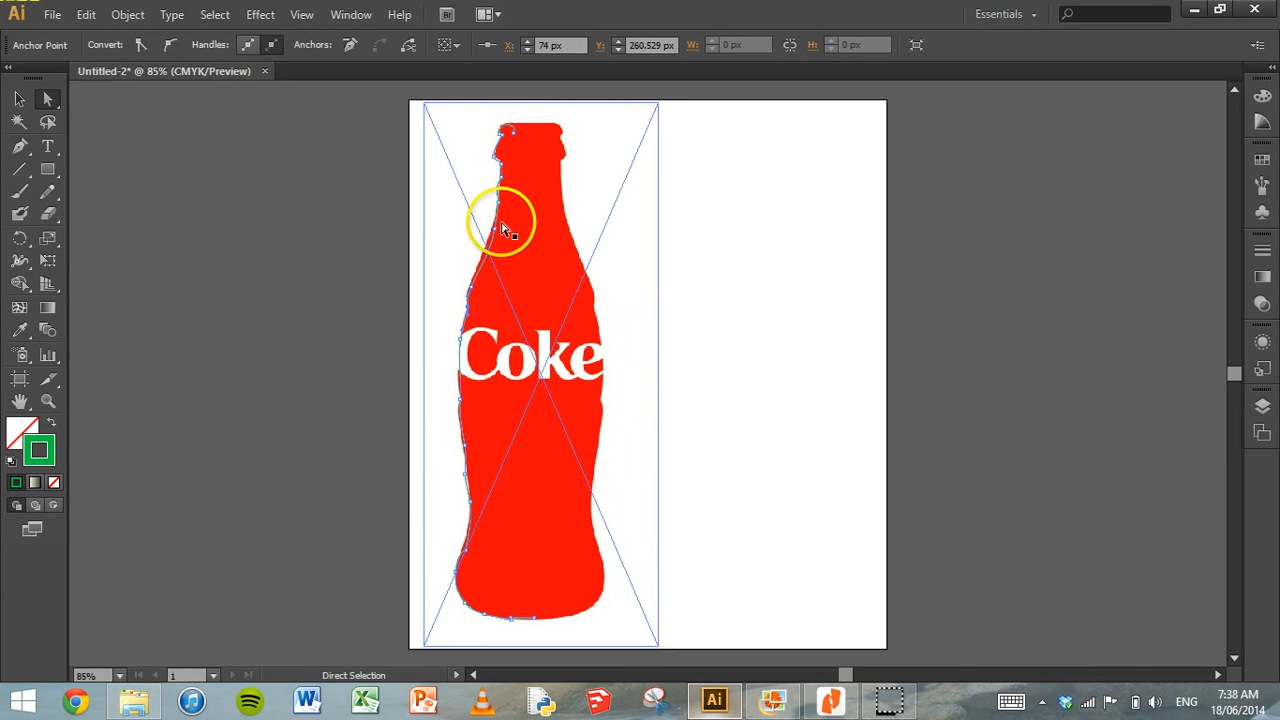 Ai File Edit Object Type Select Effect View Window Help Br Essentials
Anchor Point Convert: Handles: Anchors: X: 74 px Y: 260.529 px W: 0 px H: 0 px
Untitled-2* @ 85% (CMYK/Preview) ×
Coke
85% 1 Direct Selection
W X P Ai ENG 7:38 AM
18/06/2014